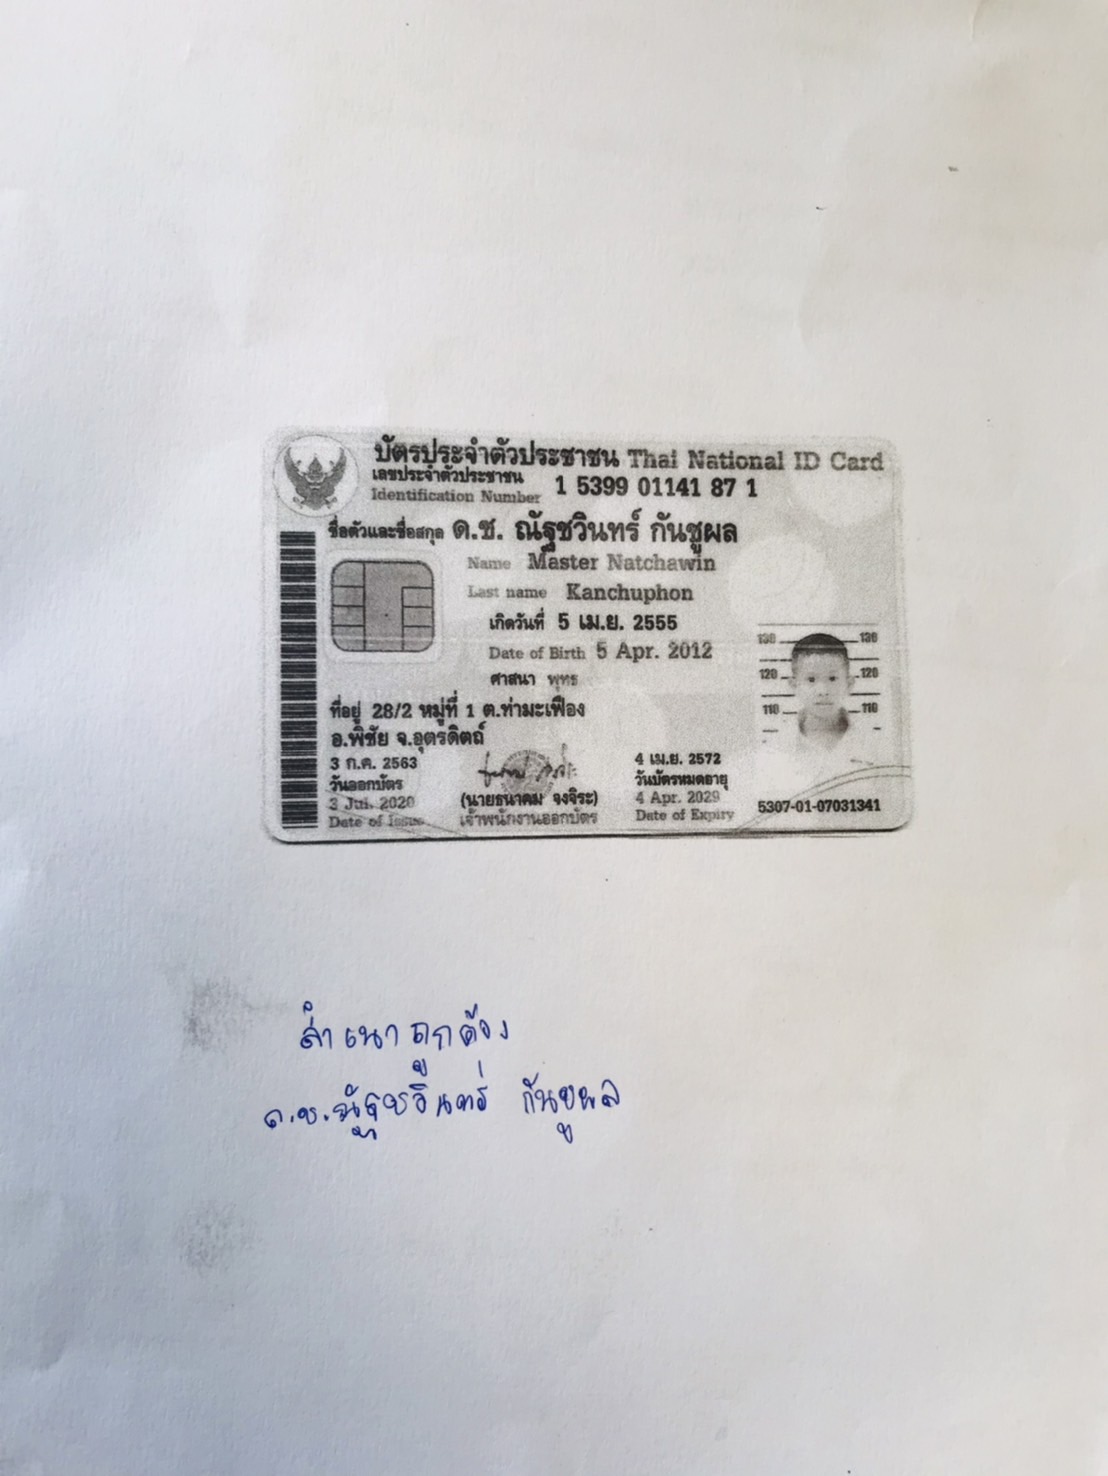 บัตรประจำตัวประชาชน Thai National ID Card
เลขประจำตัวประชาชน
Identification Number 1 5399 01141 87 1
ชื่อตัวและชื่อสกุล ด.ช. ณัฐชวินทร์ กันชูผล
Name Master Natchawin
Last name Kanchuphon
เกิดวันที่ 5 เม.ย. 2555
Date of Birth 5 Apr. 2012
ศาสนา พุทธ
130 130
120 120
110 110
ที่อยู่ 28/2 หมู่ที่ 1 ต.ท่ามะเฟือง
อ.พิชัย จ.อุตรดิตถ์
3 ก.ค. 2563
วันออกบัตร
3 Jul. 2020
Date of Issue
(นายธนาคม จงจิระ)
เจ้าพนักงานออกบัตร
4 เม.ย. 2572
วันบัตรหมดอายุ
4 Apr. 2029
Date of Expiry
5307-01-07031341
สำเนาถูกต้อง
ด.ช.ณัฐชวินทร์ กันชูผล